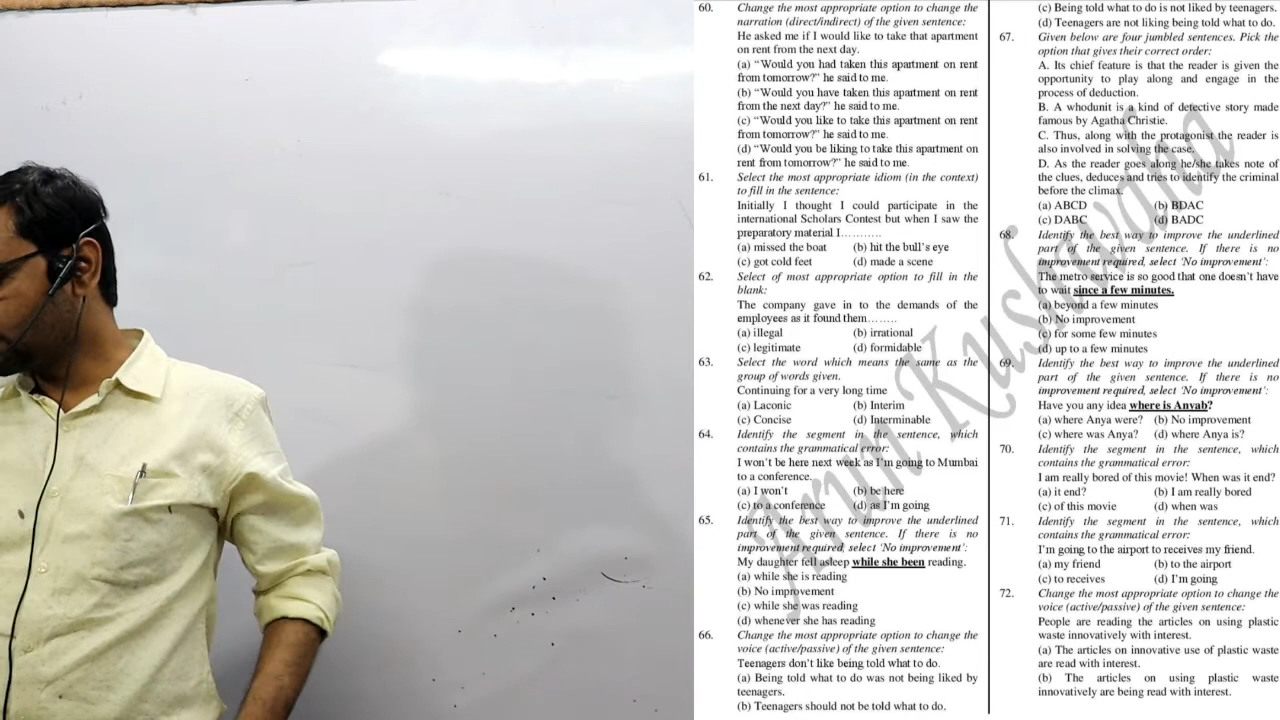 60. Change the most appropriate option to change the
narration (direct/indirect) of the given sentence:
He asked me if I would like to take that apartment
on rent from the next day.
(a) “Would you had taken this apartment on rent
from tomorrow?” he said to me.
(b) “Would you have taken this apartment on rent
from the next day?” he said to me.
(c) “Would you like to take this apartment on rent
from tomorrow?” he said to me.
(d) “Would you be liking to take this apartment on
rent from tomorrow?” he said to me.
61. Select the most appropriate idiom (in the context)
to fill in the sentence:
Initially I thought I could participate in the
international Scholars Contest but when I saw the
preparatory material I...........
(a) missed the boat (b) hit the bull’s eye
(c) got cold feet (d) made a scene
62. Select of most appropriate option to fill in the
blank:
The company gave in to the demands of the
employees as it found them........
(a) illegal (b) irrational
(c) legitimate (d) formidable
63. Select the word which means the same as the
group of words given.
Continuing for a very long time
(a) Laconic (b) Interim
(c) Concise (d) Interminable
64. Identify the segment in the sentence, which
contains the grammatical error:
I won’t be here next week as I’m going to Mumbai
to a conference.
(a) I won’t (b) be here
(c) to a conference (d) as I’m going
65. Identify the best way to improve the underlined
part of the given sentence. If there is no
improvement required, select ‘No improvement’:
My daughter fell asleep while she been reading.
(a) while she is reading
(b) No improvement
(c) while she was reading
(d) whenever she has reading
66. Change the most appropriate option to change the
voice (active/passive) of the given sentence:
Teenagers don’t like being told what to do.
(a) Being told what to do was not being liked by
teenagers.
(b) Teenagers should not be told what to do.
(c) Being told what to do is not liked by teenagers.
(d) Teenagers are not liking being told what to do.
67. Given below are four jumbled sentences. Pick the
option that gives their correct order:
A. Its chief feature is that the reader is given the
opportunity to play along and engage in the
process of deduction.
B. A whodunit is a kind of detective story made
famous by Agatha Christie.
C. Thus, along with the protagonist the reader is
also involved in solving the case.
D. As the reader goes along he/she takes note of
the clues, deduces and tries to identify the criminal
before the climax.
(a) ABCD (b) BDAC
(c) DABC (d) BADC
68. Identify the best way to improve the underlined
part of the given sentence. If there is no
improvement required, select ‘No improvement’:
The metro service is so good that one doesn’t have
to wait since a few minutes.
(a) beyond a few minutes
(b) No improvement
(c) for some few minutes
(d) up to a few minutes
69. Identify the best way to improve the underlined
part of the given sentence. If there is no
improvement required, select ‘No improvement’:
Have you any idea where is Anyab?
(a) where Anya were? (b) No improvement
(c) where was Anya? (d) where Anya is?
70. Identify the segment in the sentence, which
contains the grammatical error:
I am really bored of this movie! When was it end?
(a) it end? (b) I am really bored
(c) of this movie (d) when was
71. Identify the segment in the sentence, which
contains the grammatical error:
I’m going to the airport to receives my friend.
(a) my friend (b) to the airport
(c) to receives (d) I’m going
72. Change the most appropriate option to change the
voice (active/passive) of the given sentence:
People are reading the articles on using plastic
waste innovatively with interest.
(a) The articles on innovative use of plastic waste
are read with interest.
(b) The articles on using plastic waste
innovatively are being read with interest.
Arun Kushwaha